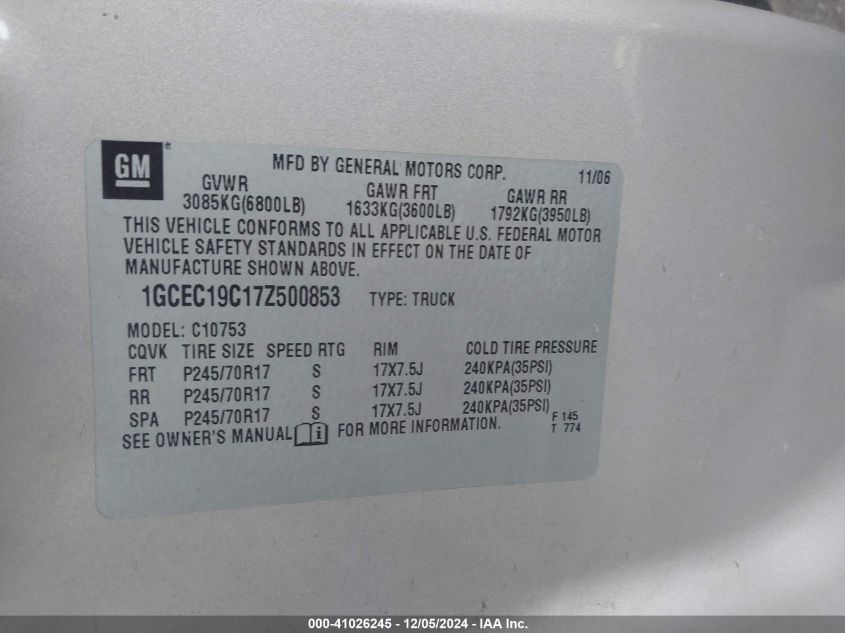 GM ®
MFD BY GENERAL MOTORS CORP. 11/06
GVWR GAWR FRT GAWR RR
3085KG(6800LB) 1633KG(3600LB) 1792KG(3950LB)
THIS VEHICLE CONFORMS TO ALL APPLICABLE U.S. FEDERAL MOTOR
VEHICLE SAFETY STANDARDS IN EFFECT ON THE DATE OF
MANUFACTURE SHOWN ABOVE.
1GCEC19C17Z500853 TYPE: TRUCK
MODEL: C10753
CQVK TIRE SIZE SPEED RTG RIM COLD TIRE PRESSURE
FRT P245/70R17 S 17X7.5J 240KPA(35PSI)
RR P245/70R17 S 17X7.5J 240KPA(35PSI)
SPA P245/70R17 S 17X7.5J 240KPA(35PSI) F 145
SEE OWNER'S MANUAL i FOR MORE INFORMATION. T 774
000-41026245 - 12/05/2024 - IAA Inc.